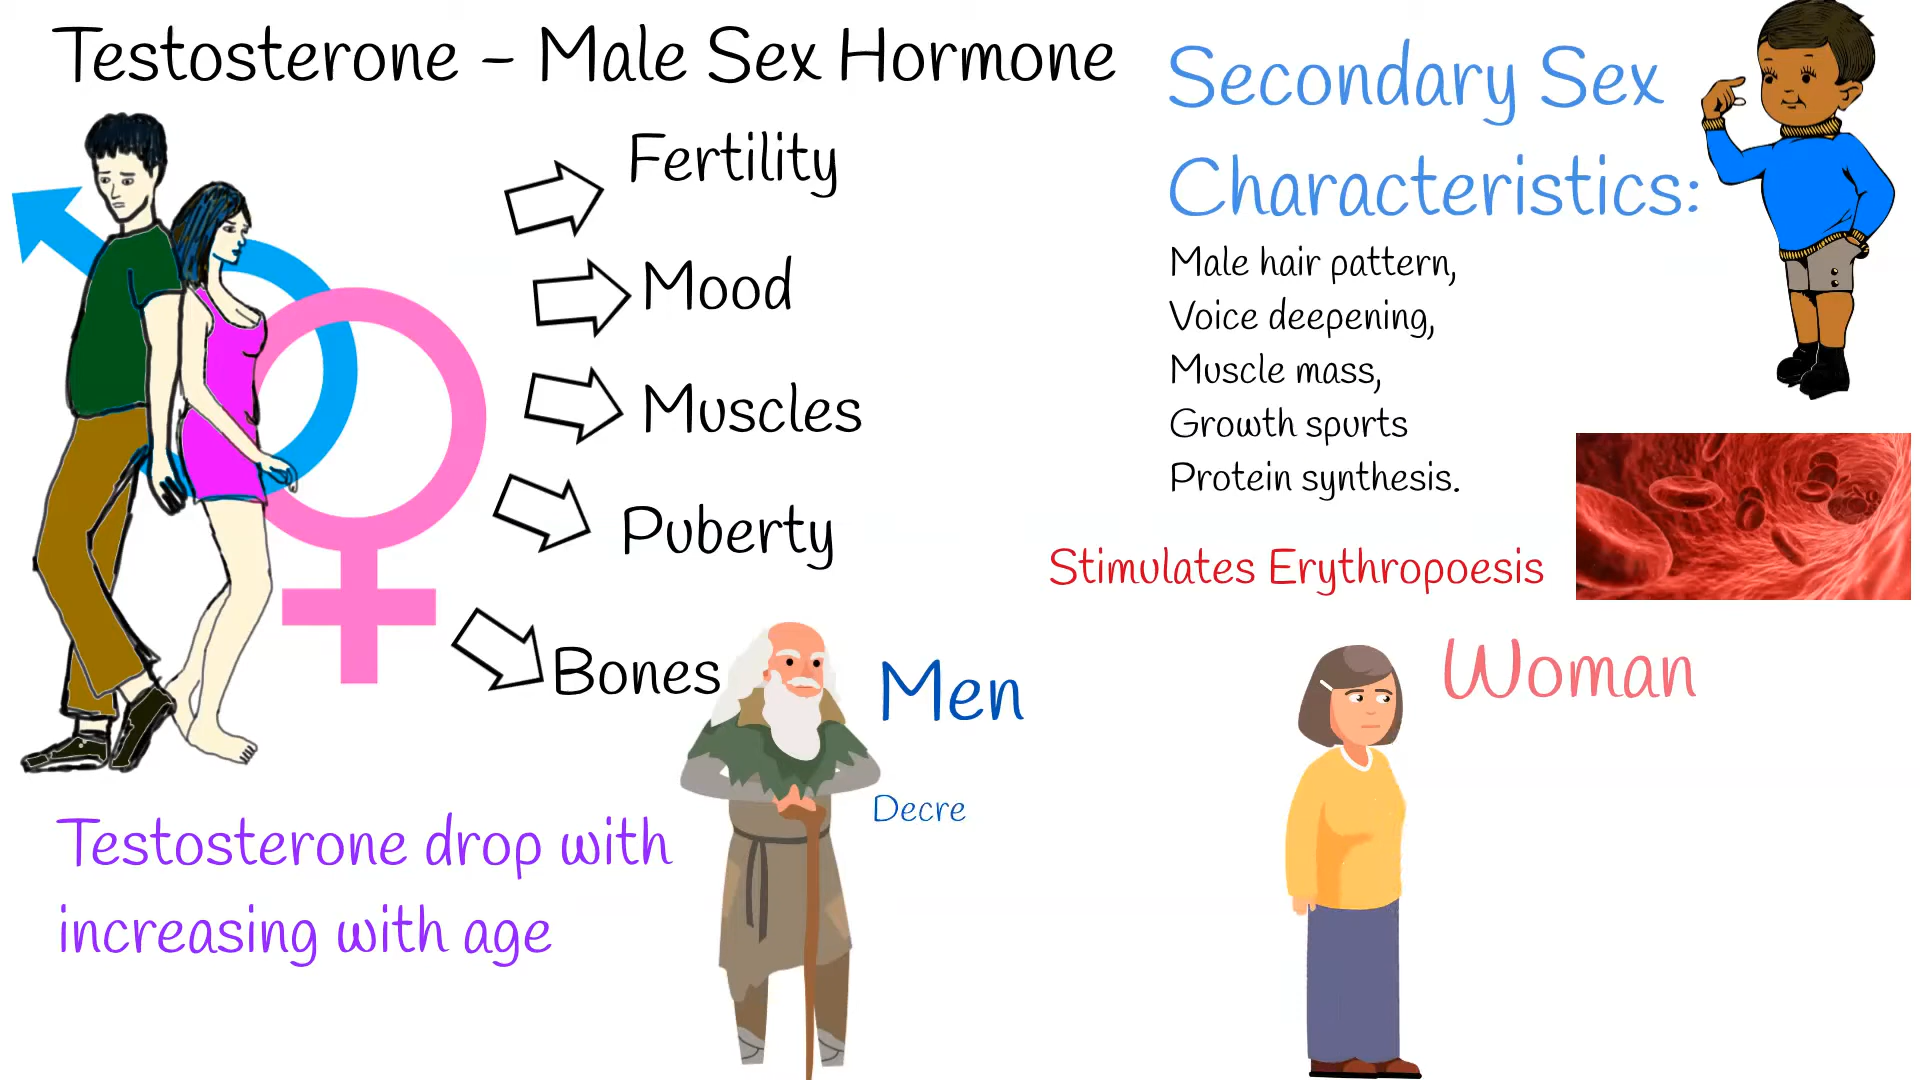 Testosterone - Male Sex Hormone
Fertility
Mood
Muscles
Puberty
Bones
Secondary Sex
Characteristics:
Male hair pattern,
Voice deepening,
Muscle mass,
Growth spurts
Protein synthesis.
Stimulates Erythropoesis
Testosterone drop with
increasing with age
Men
Decre
Woman